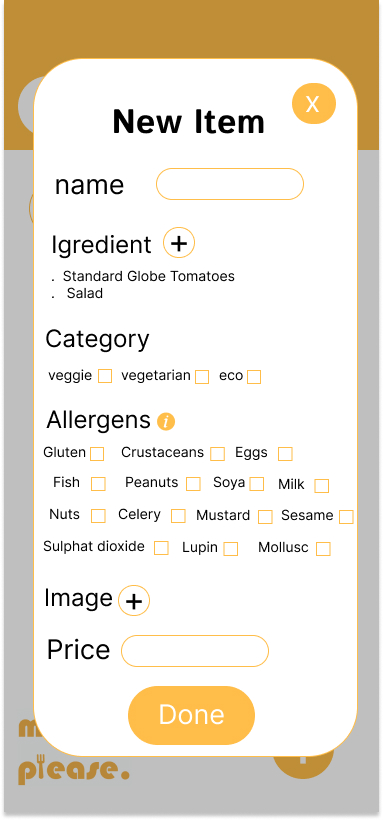 New Item
X
name
Igredient +
. Standard Globe Tomatoes
. Salad
Category
veggie vegetarian eco
Allergens i
Gluten Crustaceans Eggs
Fish Peanuts Soya Milk
Nuts Celery Mustard Sesame
Sulphat dioxide Lupin Mollusc
Image +
Price
Done
please.